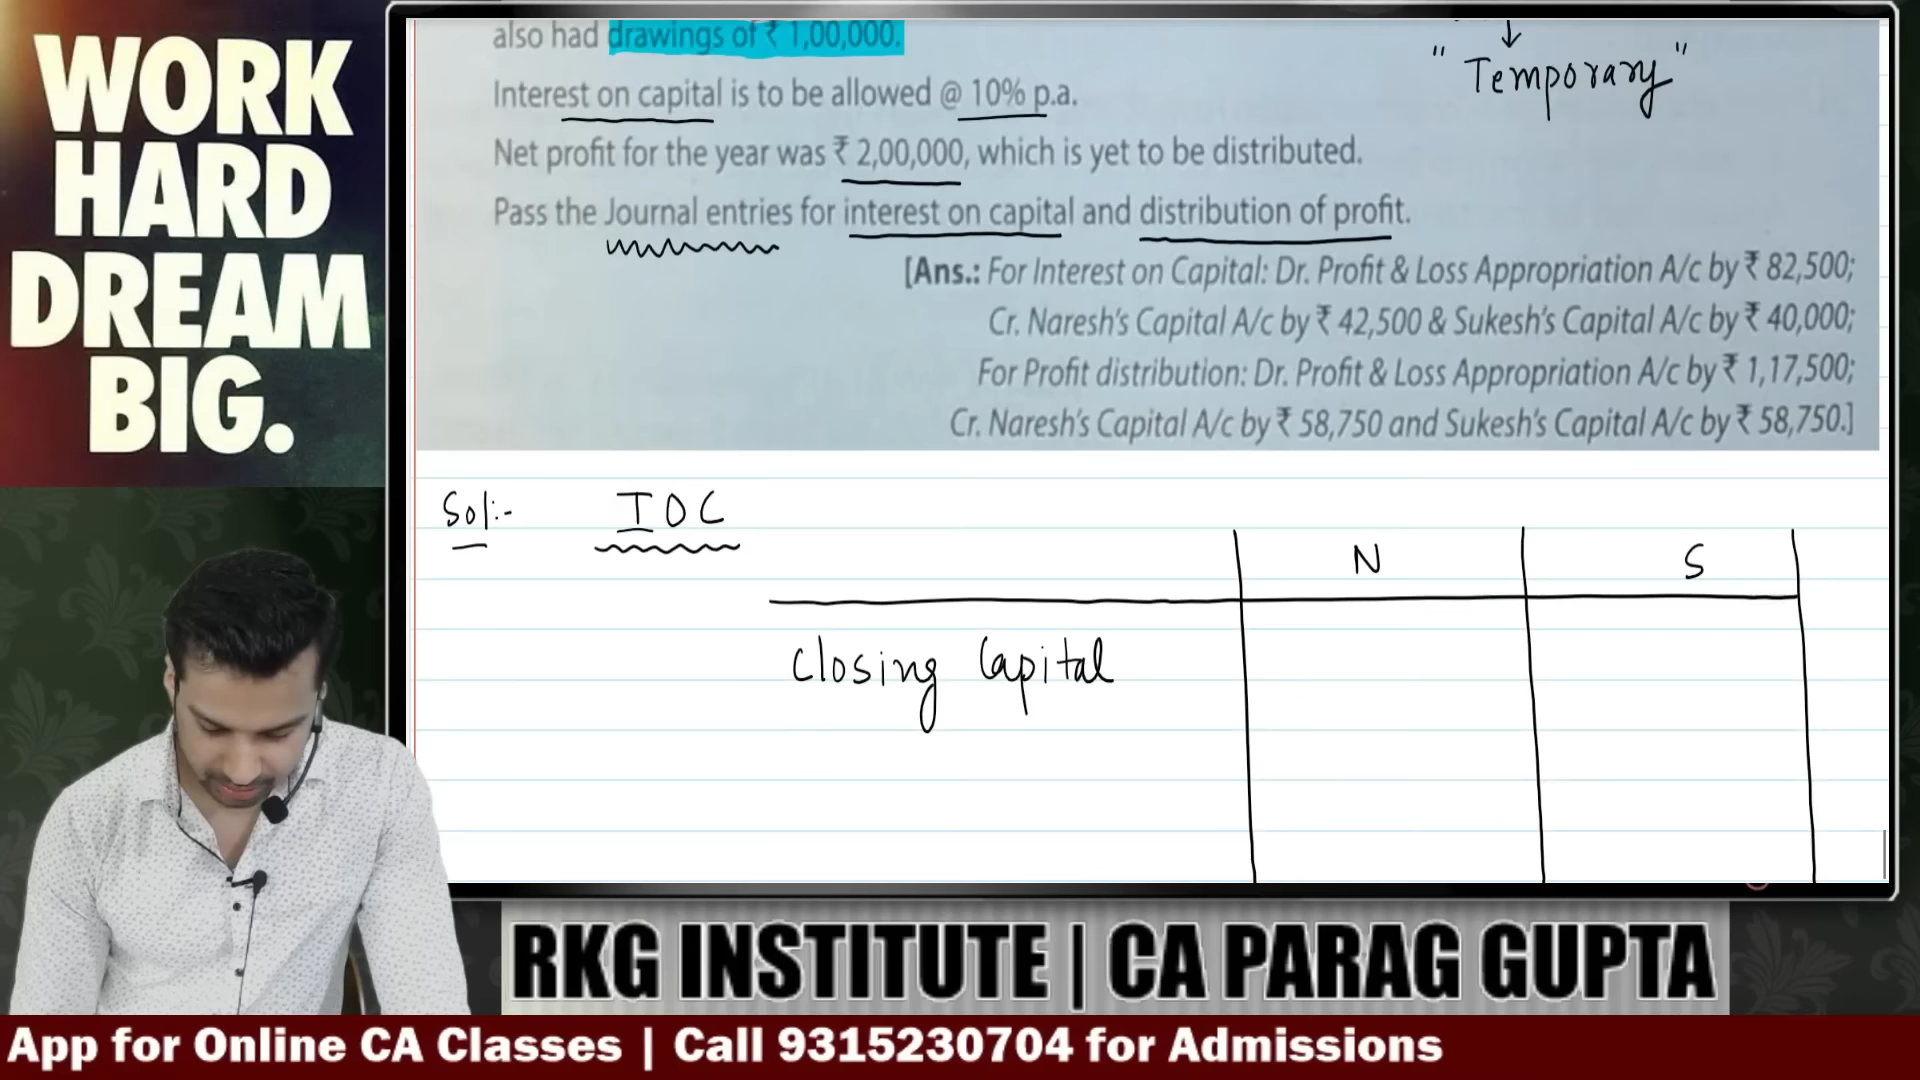 WORK
HARD
DREAM
BIG.
also had drawings of ₹ 1,00,000.
" Temporary "
Interest on capital is to be allowed @ 10% p.a.
Net profit for the year was ₹ 2,00,000, which is yet to be distributed.
Pass the Journal entries for interest on capital and distribution of profit.
[Ans.: For Interest on Capital: Dr. Profit & Loss Appropriation A/c by ₹ 82,500;
Cr. Naresh's Capital A/c by ₹ 42,500 & Sukesh's Capital A/c by ₹ 40,000;
For Profit distribution: Dr. Profit & Loss Appropriation A/c by ₹ 1,17,500;
Cr. Naresh's Capital A/c by ₹ 58,750 and Sukesh's Capital A/c by ₹ 58,750.]
Sol:- IOC
N S
Closing Capital
RKG INSTITUTE | CA PARAG GUPTA
App for Online CA Classes | Call 9315230704 for Admissions